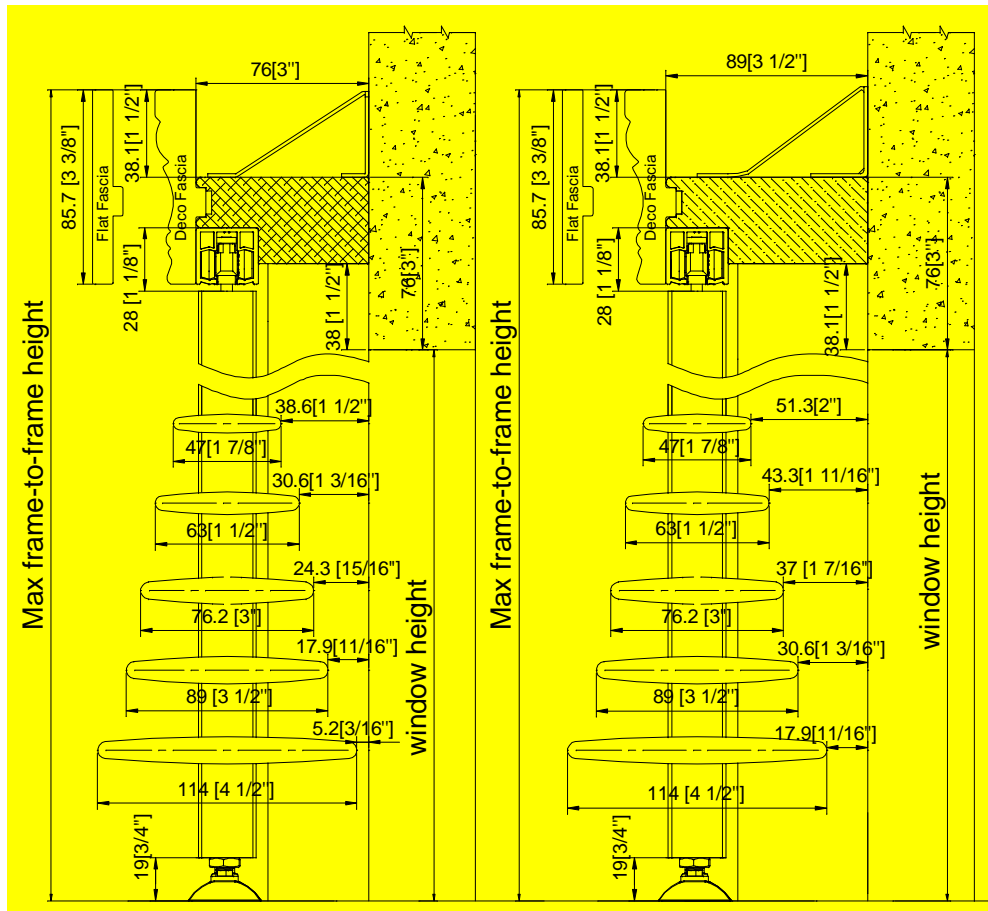 76[3"]
38.1[1 1/2"]
85.7 [3 3/8"]
Flat Fascia
Deco Fascia
28 [1 1/8"]
76[3"]
38 [1 1/2"]
Max frame-to-frame height
38.6[1 1/2"]
47[1 7/8"]
30.6[1 3/16"]
63[1 1/2"]
24.3 [15/16"]
76.2 [3"]
17.9[11/16"]
89 [3 1/2"]
5.2[3/16"]
114 [4 1/2"]
19[3/4"]
window height
89[3 1/2"]
38.1[1 1/2"]
85.7 [3 3/8"]
Flat Fascia
Deco Fascia
28 [1 1/8"]
76[3"]
38.1[1 1/2"]
Max frame-to-frame height
51.3[2"]
47[1 7/8"]
43.3[1 11/16"]
63[1 1/2"]
37 [1 7/16"]
76.2 [3"]
30.6[1 3/16"]
89 [3 1/2"]
17.9[11/16"]
114 [4 1/2"]
19[3/4"]
window height